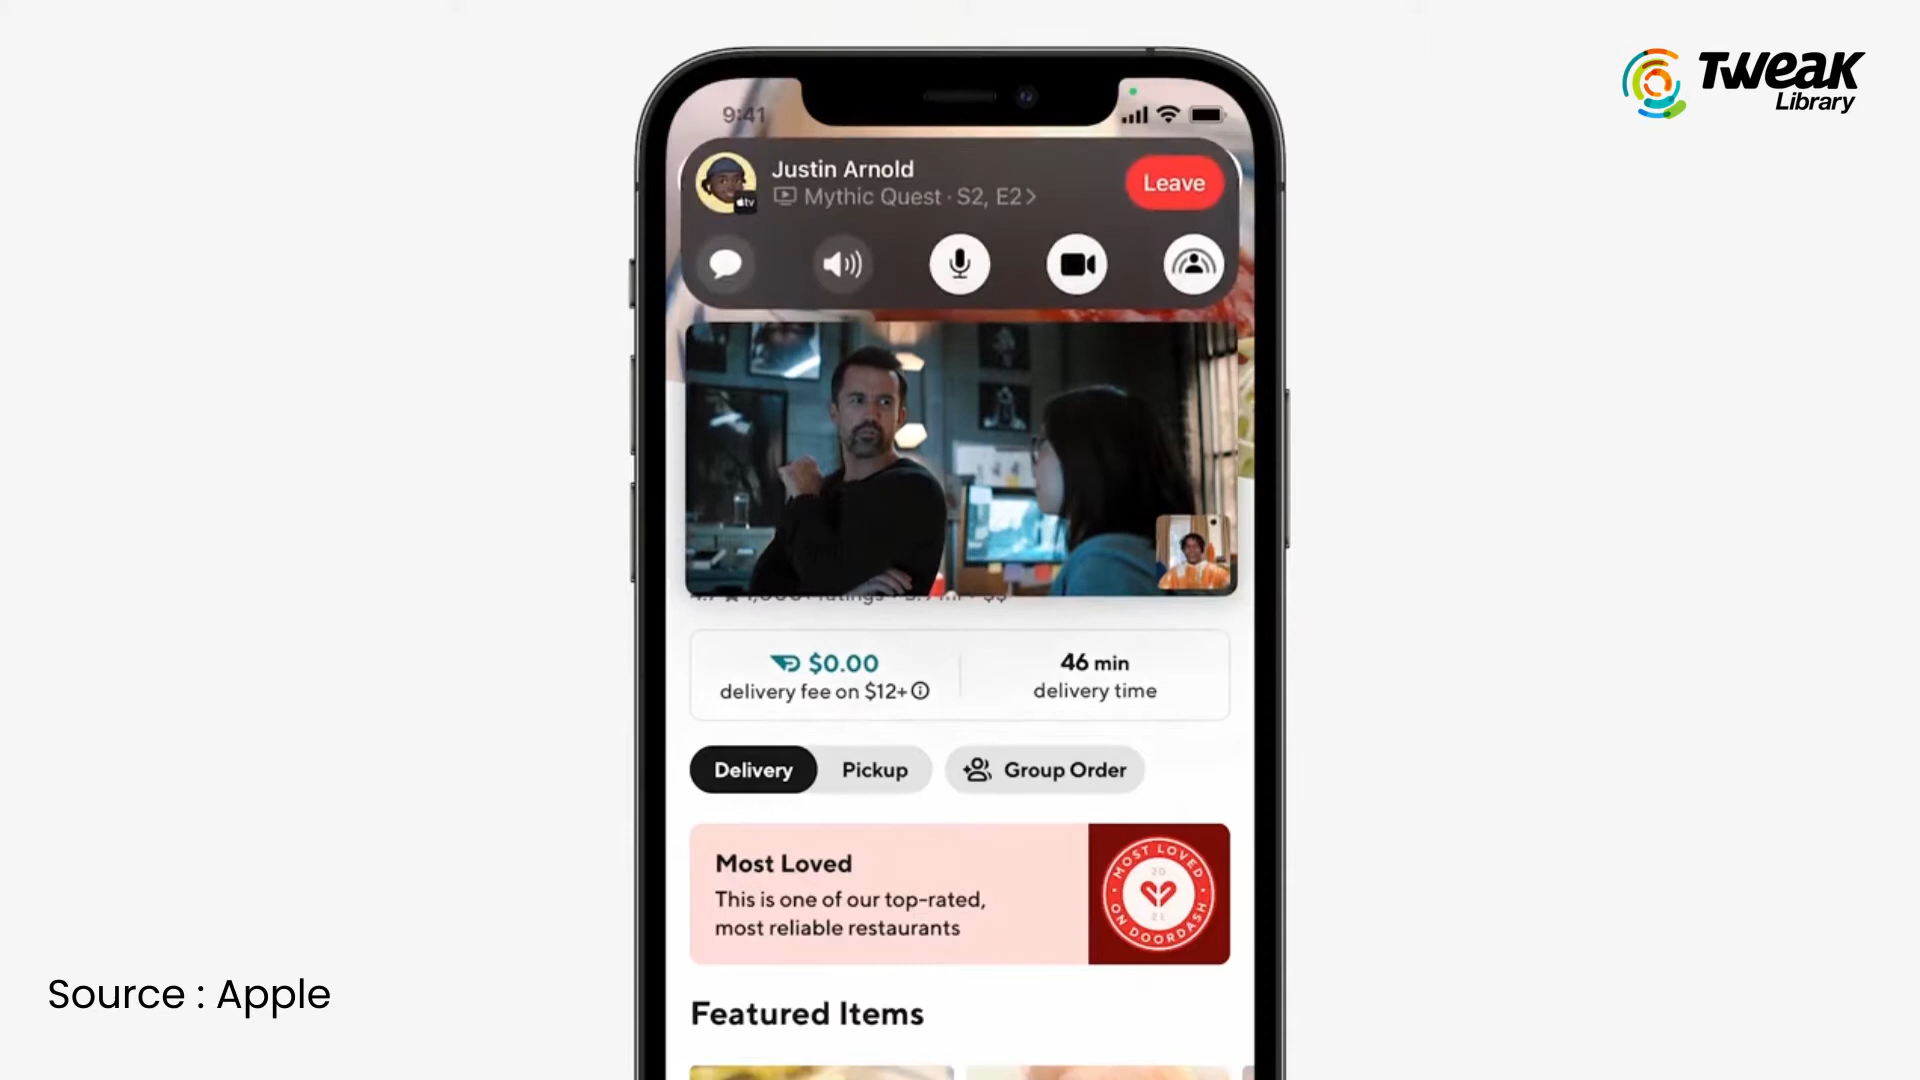 TWEAK
Library
9:41
Justin Arnold
tv
Mythic Quest · S2, E2 >
Leave
ratings
$0.00
delivery fee on $12+
46 min
delivery time
Delivery
Pickup
Group Order
Most Loved
This is one of our top-rated,
most reliable restaurants
MOST LOVED
20
21
ON DOORDASH
Source : Apple
Featured Items